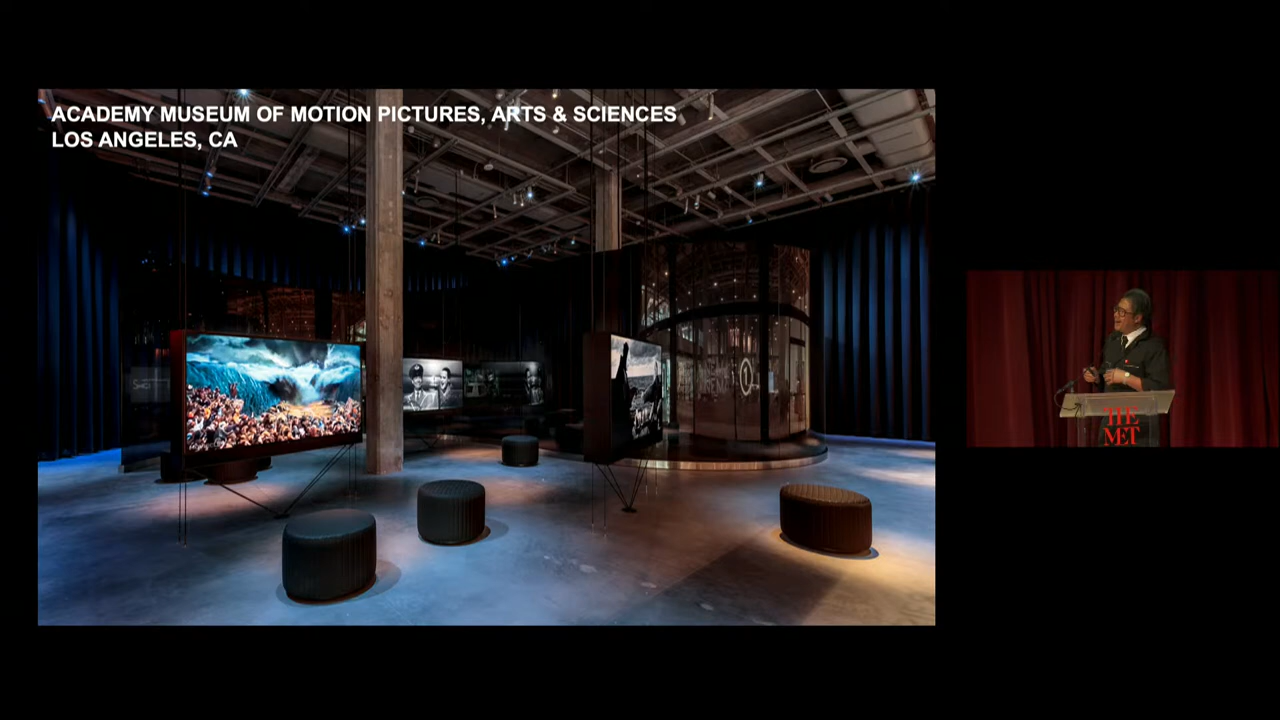 ACADEMY MUSEUM OF MOTION PICTURES, ARTS & SCIENCES
LOS ANGELES, CA
THE
MET